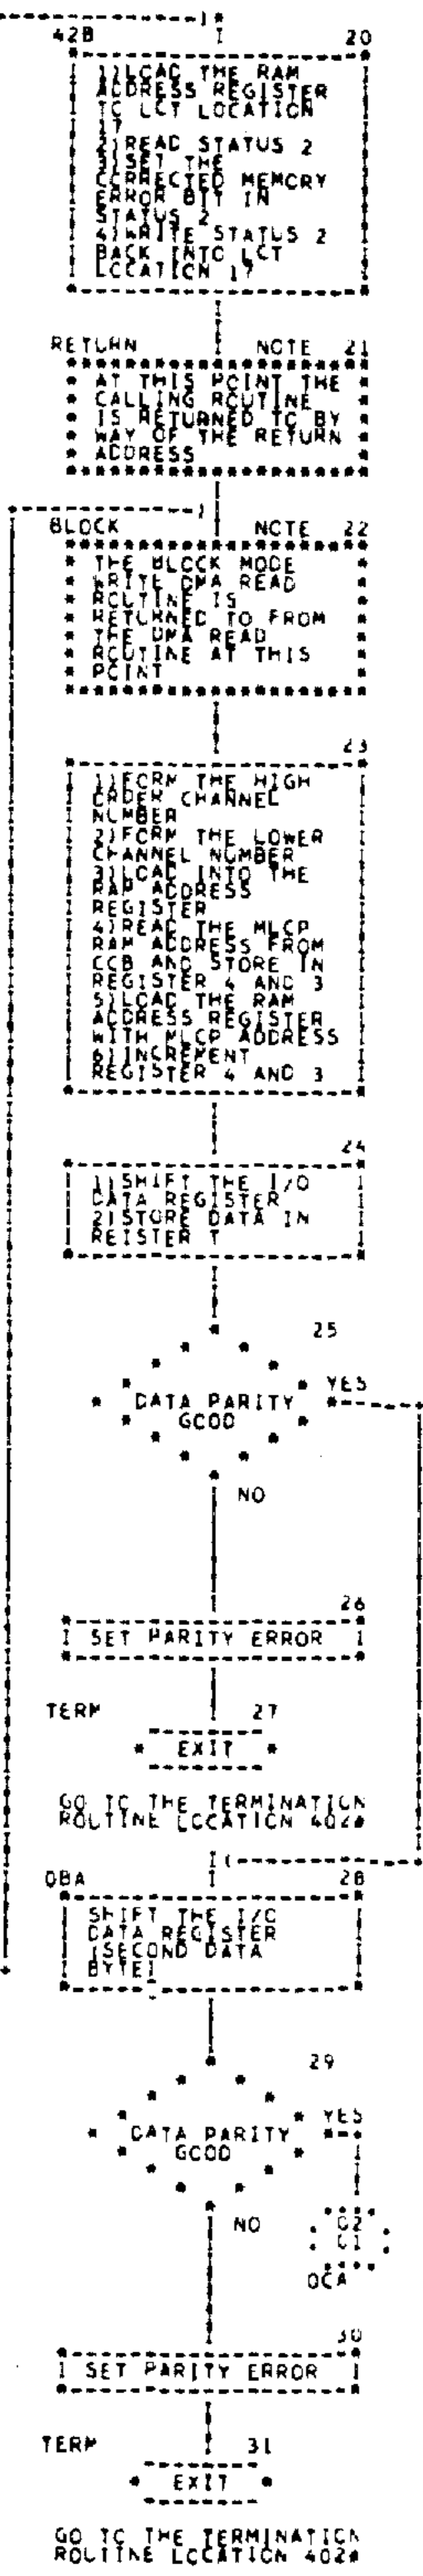 42B 20
1)LOAD THE RAM
ADDRESS REGISTER
TO LCT LOCATION
17
2)READ STATUS 2
3)SET THE
CORRECTED MEMORY
ERROR BIT IN
STATUS 2
4)WRITE STATUS 2
BACK INTO LCT
LOCATION 17
RETURN NOTE 21
AT THIS POINT THE
CALLING ROUTINE
IS RETURNED TO BY
WAY OF THE RETURN
ADDRESS
BLOCK NOTE 22
THE BLOCK MODE
WRITE DMA READ
ROUTINE IS
RETURNED TO FROM
THE DMA READ
ROUTINE AT THIS
POINT
23
1)FORM THE HIGH
ORDER CHANNEL
NUMBER
2)FORM THE LOWER
CHANNEL NUMBER
3)LOAD INTO THE
RAM ADDRESS
REGISTER
4)READ THE MLCP
RAM ADDRESS FROM
CCB AND STORE IN
REGISTER 4 AND 3
5)LOAD THE RAM
ADDRESS REGISTER
WITH MLCP ADDRESS
6)INCREMENT
REGISTER 4 AND 3
24
1)SHIFT THE I/O
DATA REGISTER
2)STORE DATA IN
REISTER T
25
YES
DATA PARITY
GOOD
NO
26
SET PARITY ERROR
TERM 27
EXIT
GO TO THE TERMINATION
ROUTINE LOCATION 402#
0BA 28
SHIFT THE I/O
DATA REGISTER
(SECOND DATA
BYTE)
29
YES
DATA PARITY
GOOD
NO
02
C1
0CA
30
SET PARITY ERROR
TERM 31
EXIT
GO TO THE TERMINATION
ROUTINE LOCATION 402#